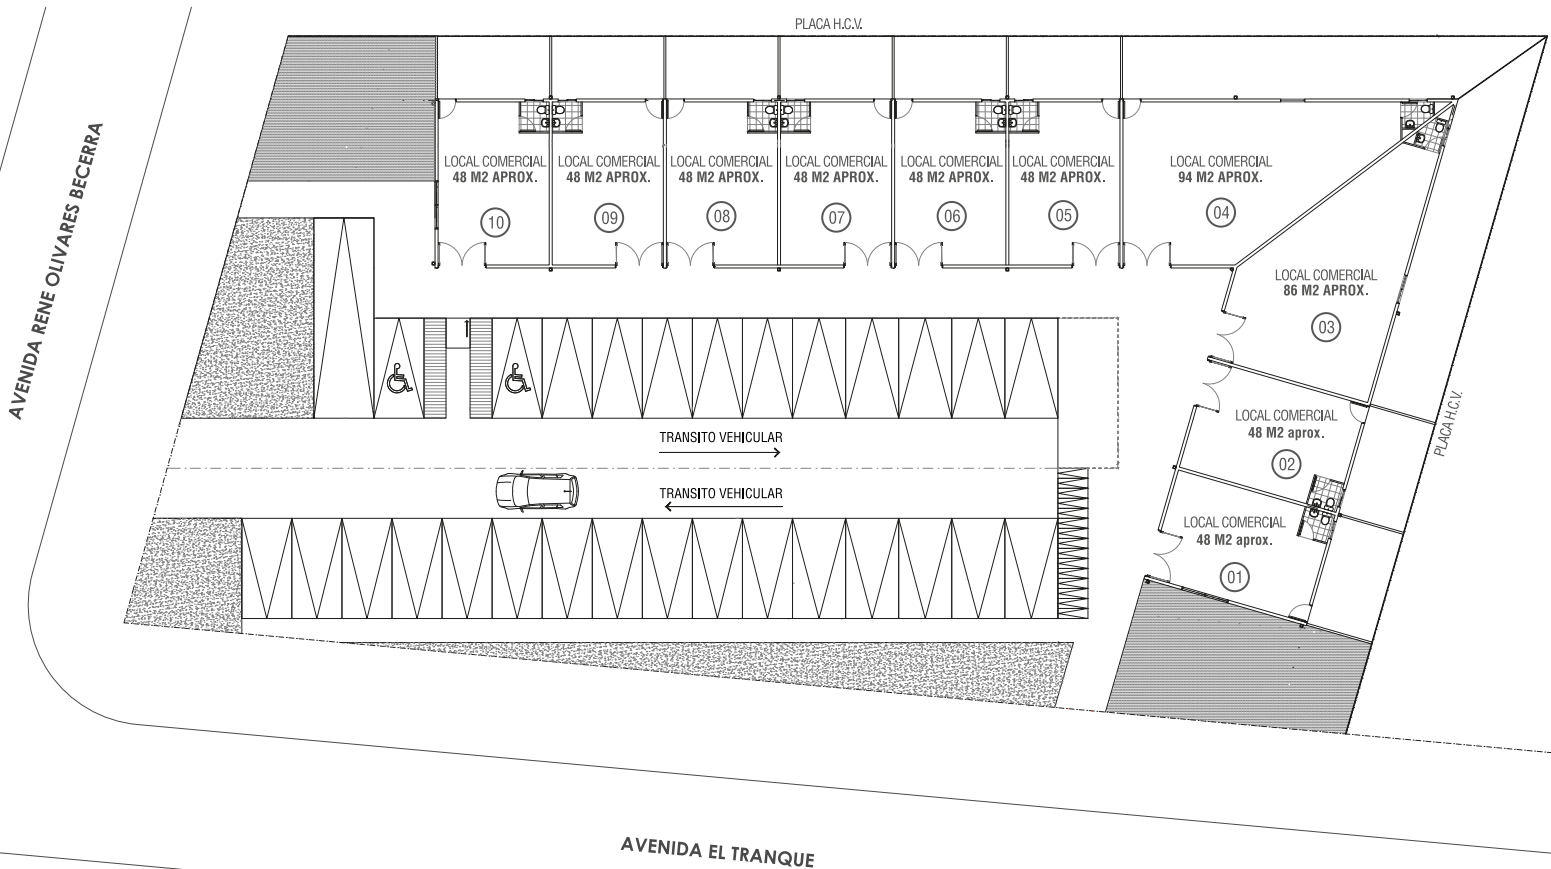 PLACA H.C.V.
AVENIDA RENE OLIVARES BECERRA
LOCAL COMERCIAL
48 M2 APROX.
10
LOCAL COMERCIAL
48 M2 APROX.
09
LOCAL COMERCIAL
48 M2 APROX.
08
LOCAL COMERCIAL
48 M2 APROX.
07
LOCAL COMERCIAL
48 M2 APROX.
06
LOCAL COMERCIAL
48 M2 APROX.
05
LOCAL COMERCIAL
94 M2 APROX.
04
LOCAL COMERCIAL
86 M2 APROX.
03
LOCAL COMERCIAL
48 M2 aprox.
02
PLACA H.C.V.
LOCAL COMERCIAL
48 M2 aprox.
01
TRANSITO VEHICULAR
TRANSITO VEHICULAR
AVENIDA EL TRANQUE